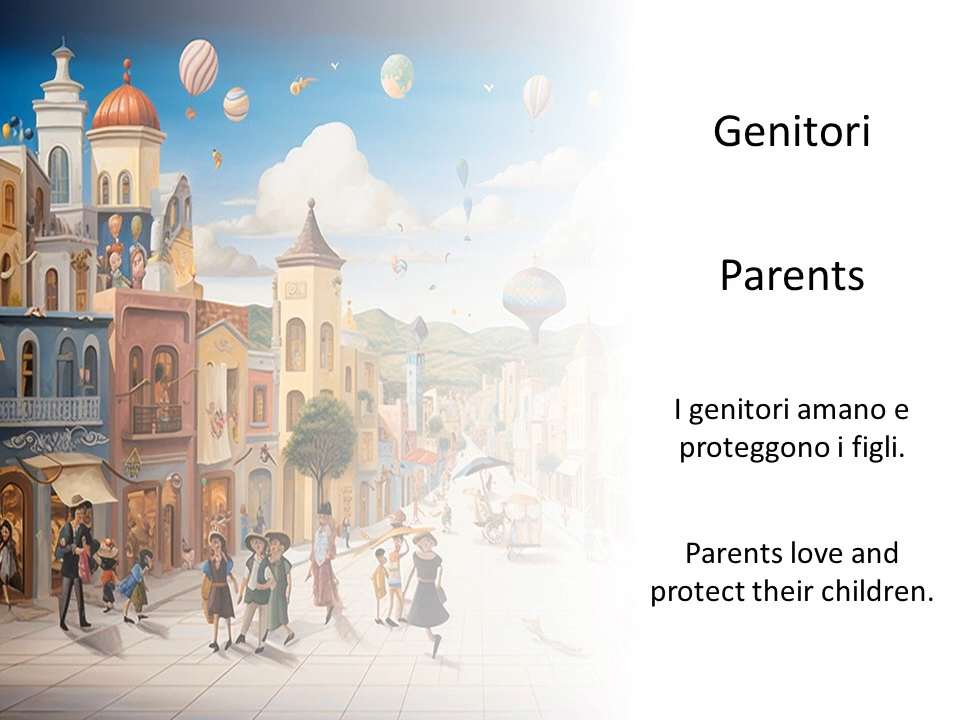 Genitori
Parents
I genitori amano e
proteggono i figli.
Parents love and
protect their children.